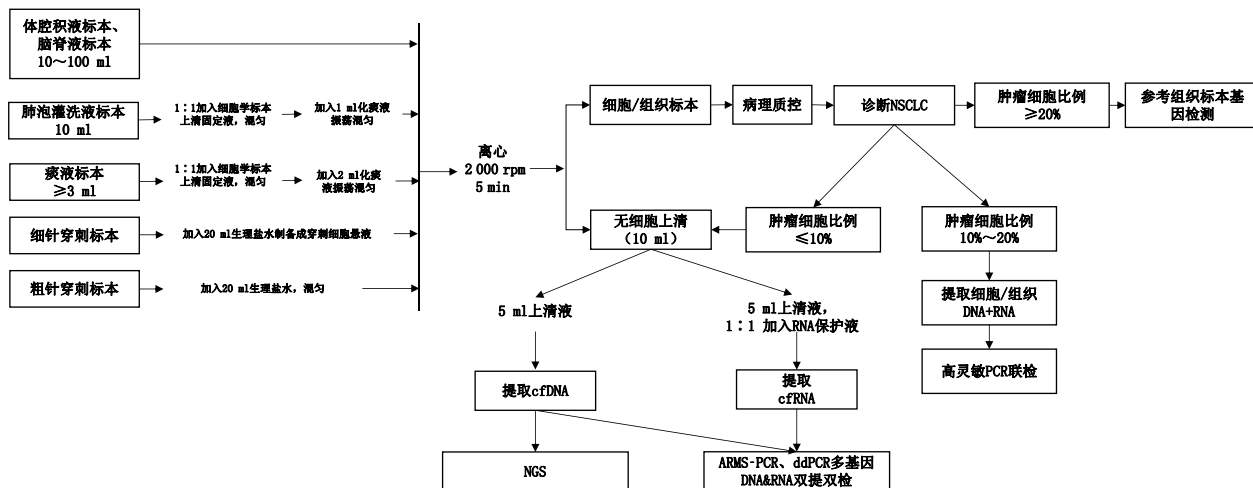 体腔积液标本、
脑脊液标本
10～100 ml
肺泡灌洗液标本
10 ml
1∶1加入细胞学标本
上清固定液，混匀
加入1 ml化痰液
振荡混匀
痰液标本
≥3 ml
1∶1加入细胞学标本
上清固定液，混匀
加入2 ml化痰
液振荡混匀
细针穿刺标本
加入20 ml生理盐水制备成穿刺细胞悬液
粗针穿刺标本
加入20 ml生理盐水，混匀
离心
2 000 rpm
5 min
细胞/组织标本
病理质控
诊断NSCLC
肿瘤细胞比例
≥20%
参考组织标本基
因检测
无细胞上清
（10 ml）
肿瘤细胞比例
≤10%
肿瘤细胞比例
10%～20%
5 ml上清液
5 ml上清液，
1∶1 加入RNA保护液
提取细胞/组织
DNA+RNA
高灵敏PCR联检
提取cfDNA
提取
cfRNA
NGS
ARMS-PCR、ddPCR多基因
DNA&RNA双提双检